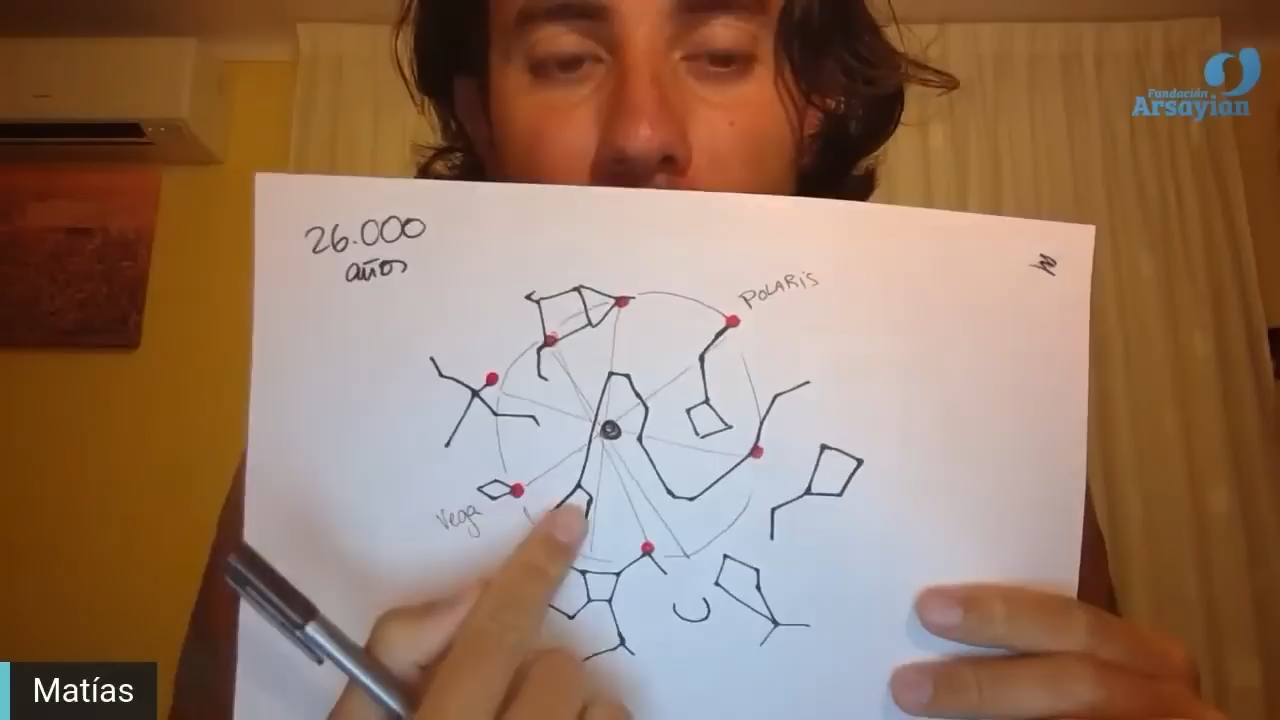 Fundación
Arsayian
26.000
años
POLARIS
Vega
Matías